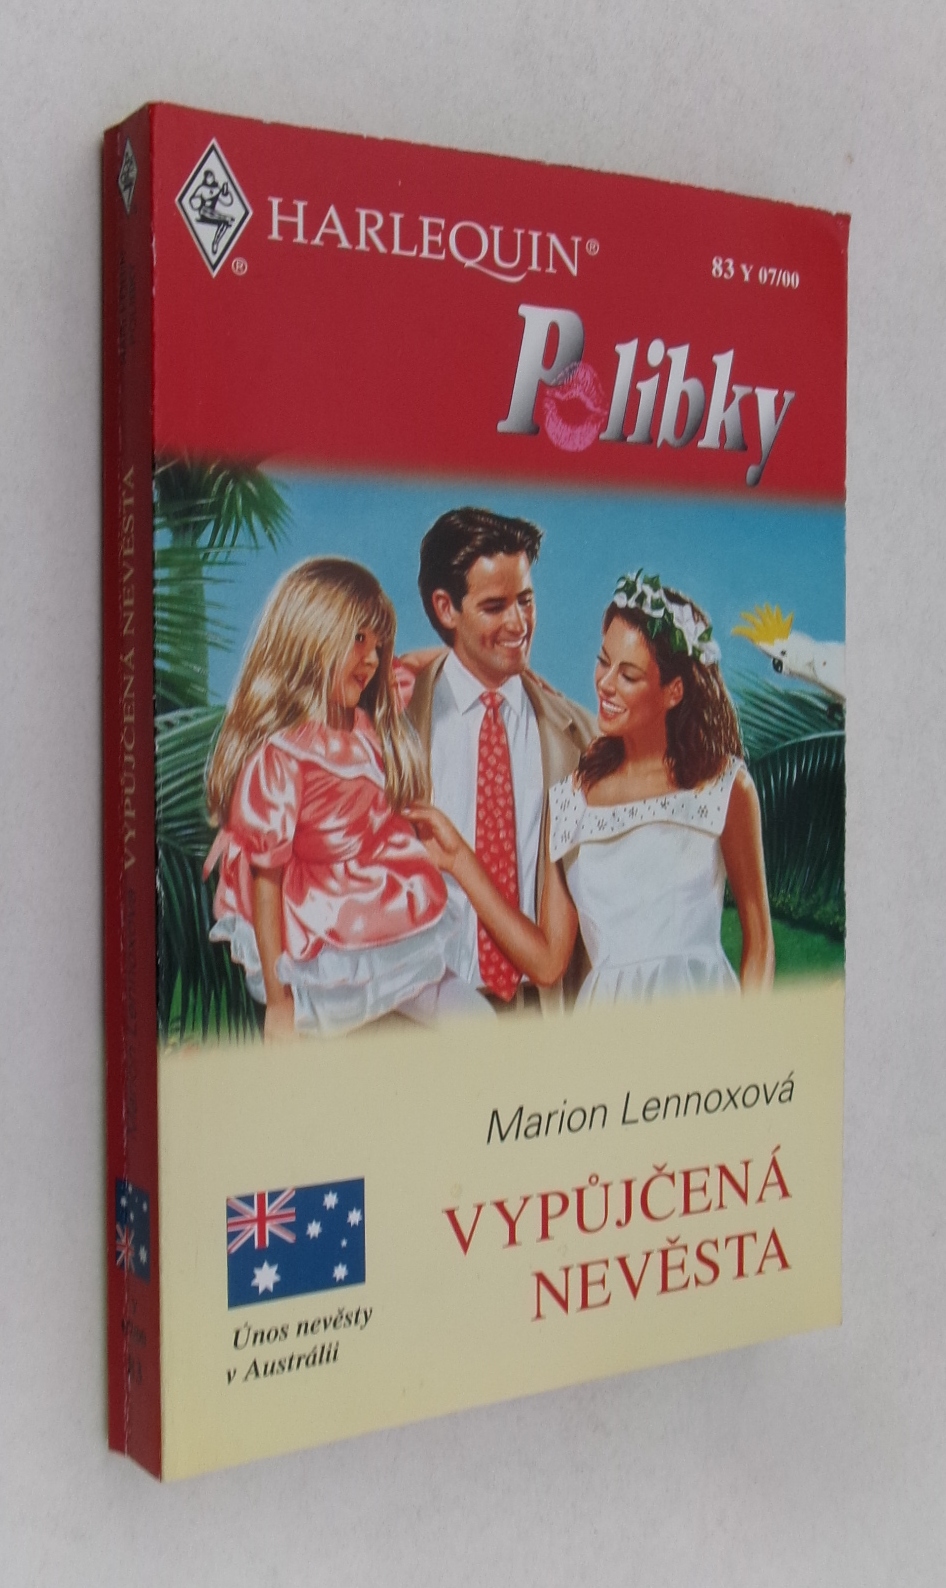 HARLEQUIN®
®
83 Y 07/00
Polibky
Marion Lennoxová
VYPŮJČENÁ
NEVĚSTA
Únos nevěsty
v Austrálii
VYPŮJČENÁ NEVĚSTA